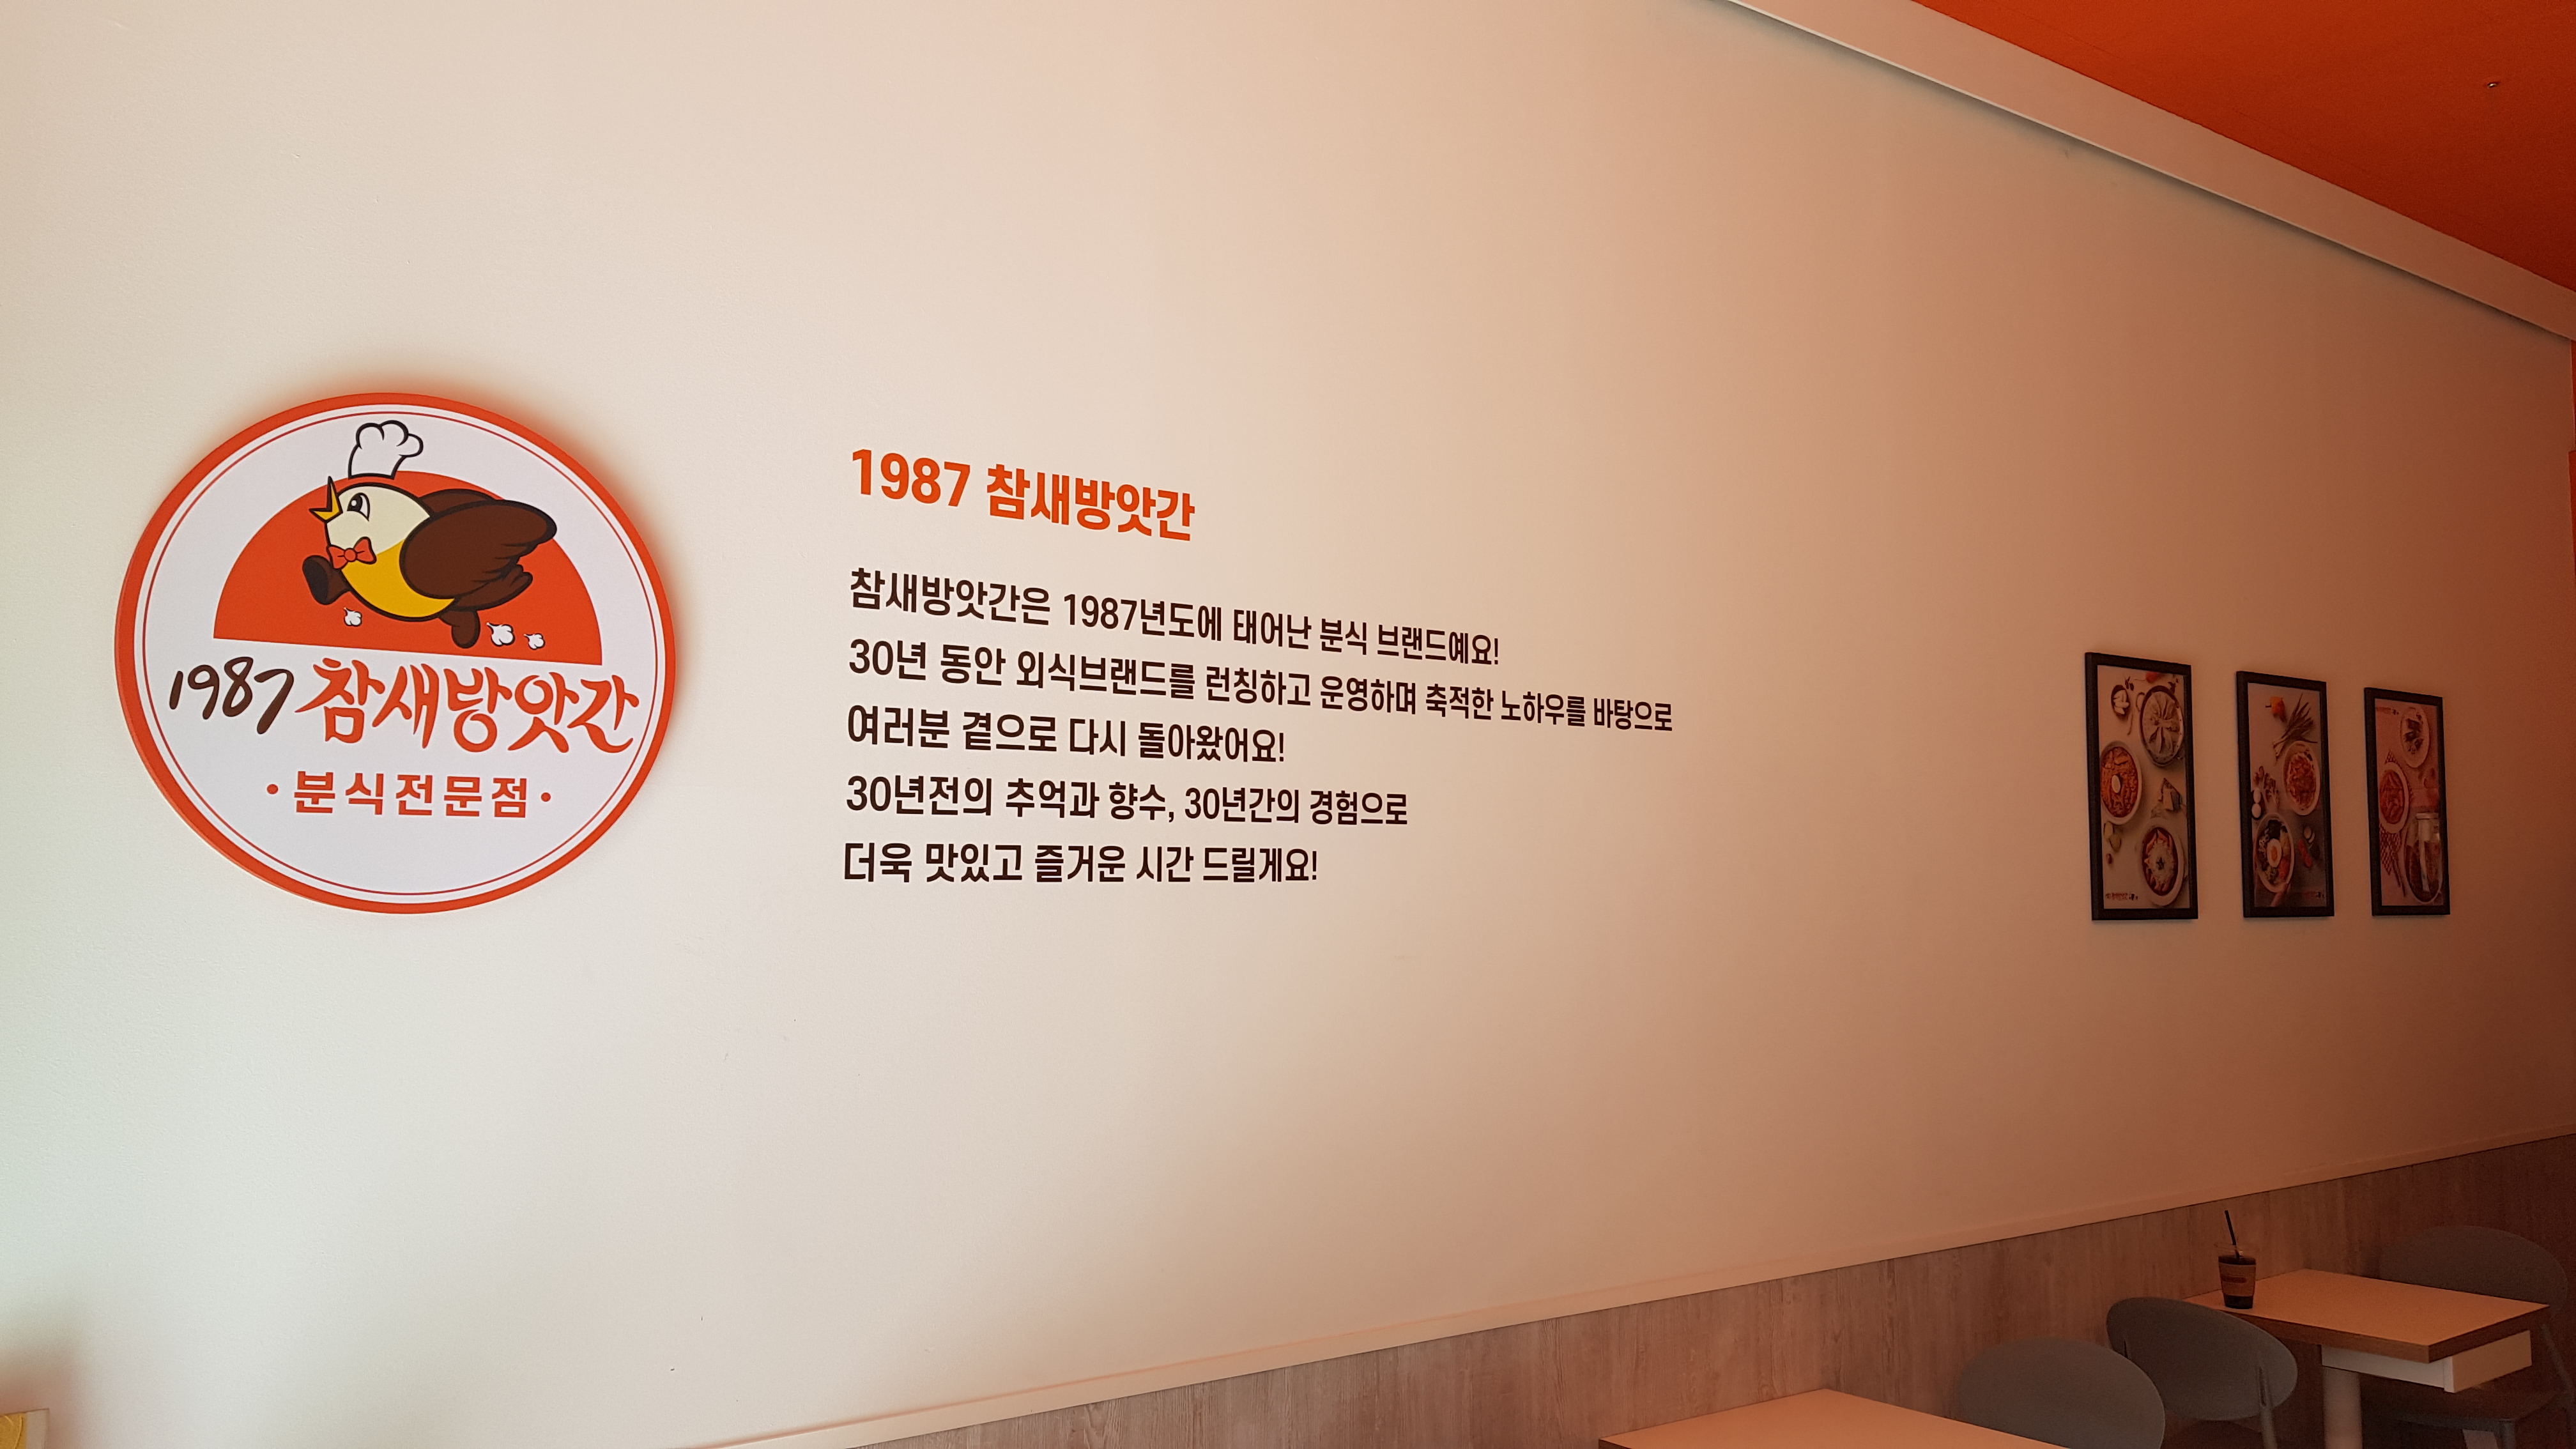 1987 참새방앗간
·분식전문점·
1987 참새방앗간
참새방앗간은 1987년도에 태어난 분식 브랜드예요!
30년 동안 외식브랜드를 런칭하고 운영하며 축적한 노하우를 바탕으로
여러분 곁으로 다시 돌아왔어요!
30년전의 추억과 향수, 30년간의 경험으로
더욱 맛있고 즐거운 시간 드릴게요!